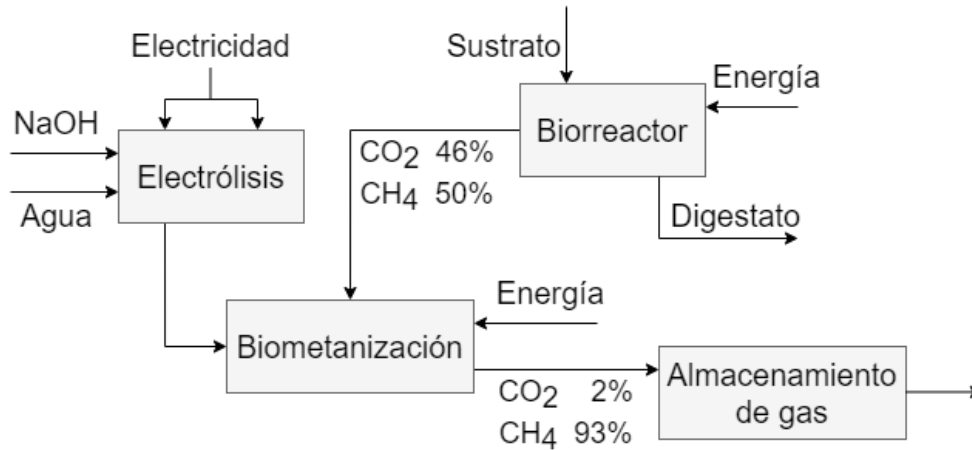 Electricidad
NaOH
Agua
Electrólisis
Sustrato
Energía
Biorreactor
CO2 46%
CH4 50%
Digestato
Energía
Biometanización
CO2 2%
CH4 93%
Almacenamiento
de gas